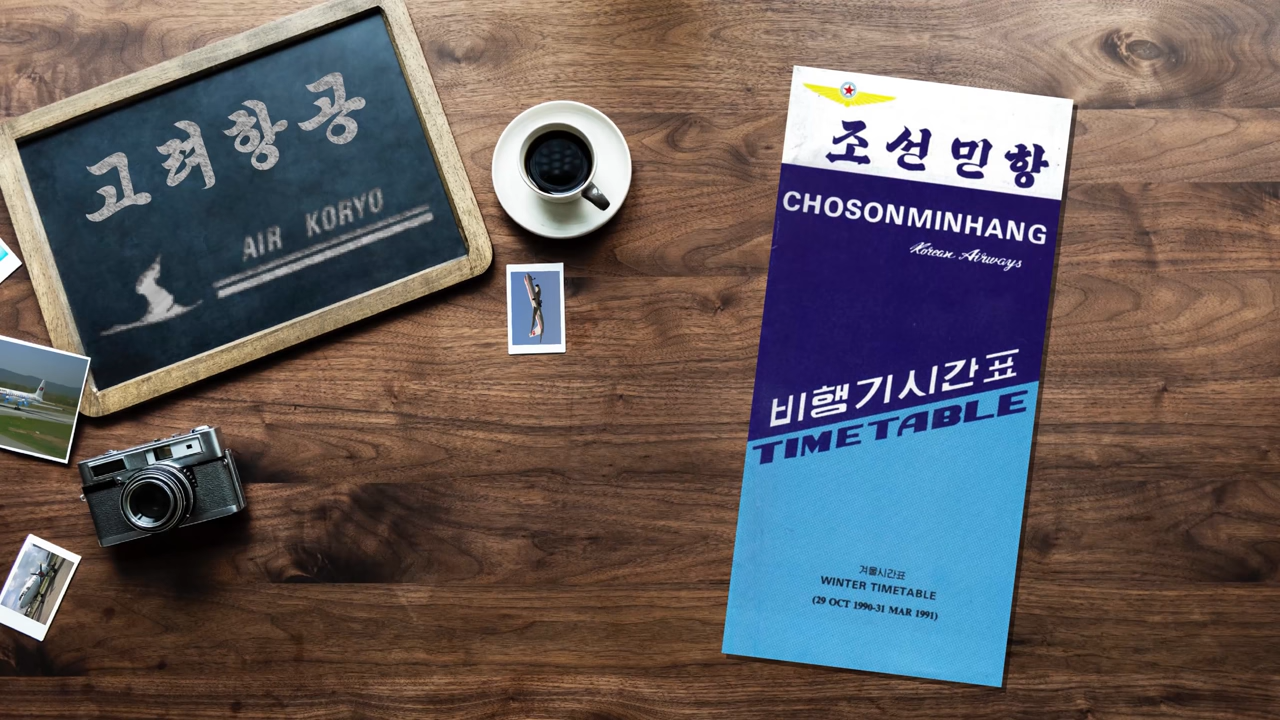 고려항공
AIR KORYO
조선민항
CHOSONMINHANG
Korean Airways
비행기시간표
TIMETABLE
겨울시간표
WINTER TIMETABLE
(29 OCT 1990-31 MAR 1991)